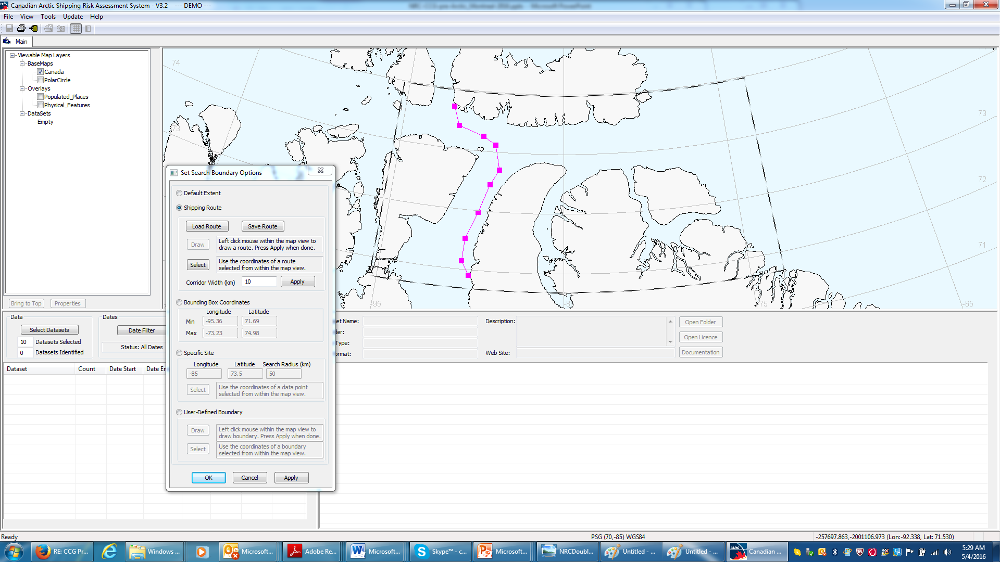 Canadian Arctic Shipping Risk Assessment System - V3.2 --- DEMO ---
File View Tools Update Help
Main
Viewable Map Layers
BaseMaps
Canada
PolarCircle
Overlays
Populated_Places
Physical_Features
DataSets
Empty
Bring to Top Properties
74
73
73
72
71
-95
-85
-75
-65
Set Search Boundary Options
Default Extent
Shipping Route
Load Route Save Route
Draw
Left click mouse within the map view to
draw a route. Press Apply when done.
Select
Use the coordinates of a route
selected from within the map view.
Corridor Width (km) 10 Apply
Bounding Box Coordinates
Longitude Latitude
Min -95.36 71.69
Max -73.23 74.98
Specific Site
Longitude Latitude Search Radius (km)
-85 73.5 50
Select
Use the coordinates of a data point
selected from within the map view.
User-Defined Boundary
Draw
Left click mouse within the map view to
draw boundary. Press Apply when done.
Select
Use the coordinates of a boundary
selected from within the map view.
OK Cancel Apply
Data
Select Datasets
10 Datasets Selected
0 Datasets Identified
Dates
Date Filter
Status: All Dates
Dataset Count Date Start Date En
et Name:
der:
Type:
ormat:
Description:
Web Site:
Open Folder
Open Licence
Documentation
Ready
PSG (70,-85) WGS84
-257697.863,-2001106.973 (Lon:-92.338, Lat: 71.530)
RE: CCG Pr...
Windows ...
Microsoft...
Adobe Re...
Microsoft...
Skype™ - c...
Microsoft...
NRCDoubl...
Untitled - ...
Untitled - ...
Canadian ...
5:29 AM
5/4/2016